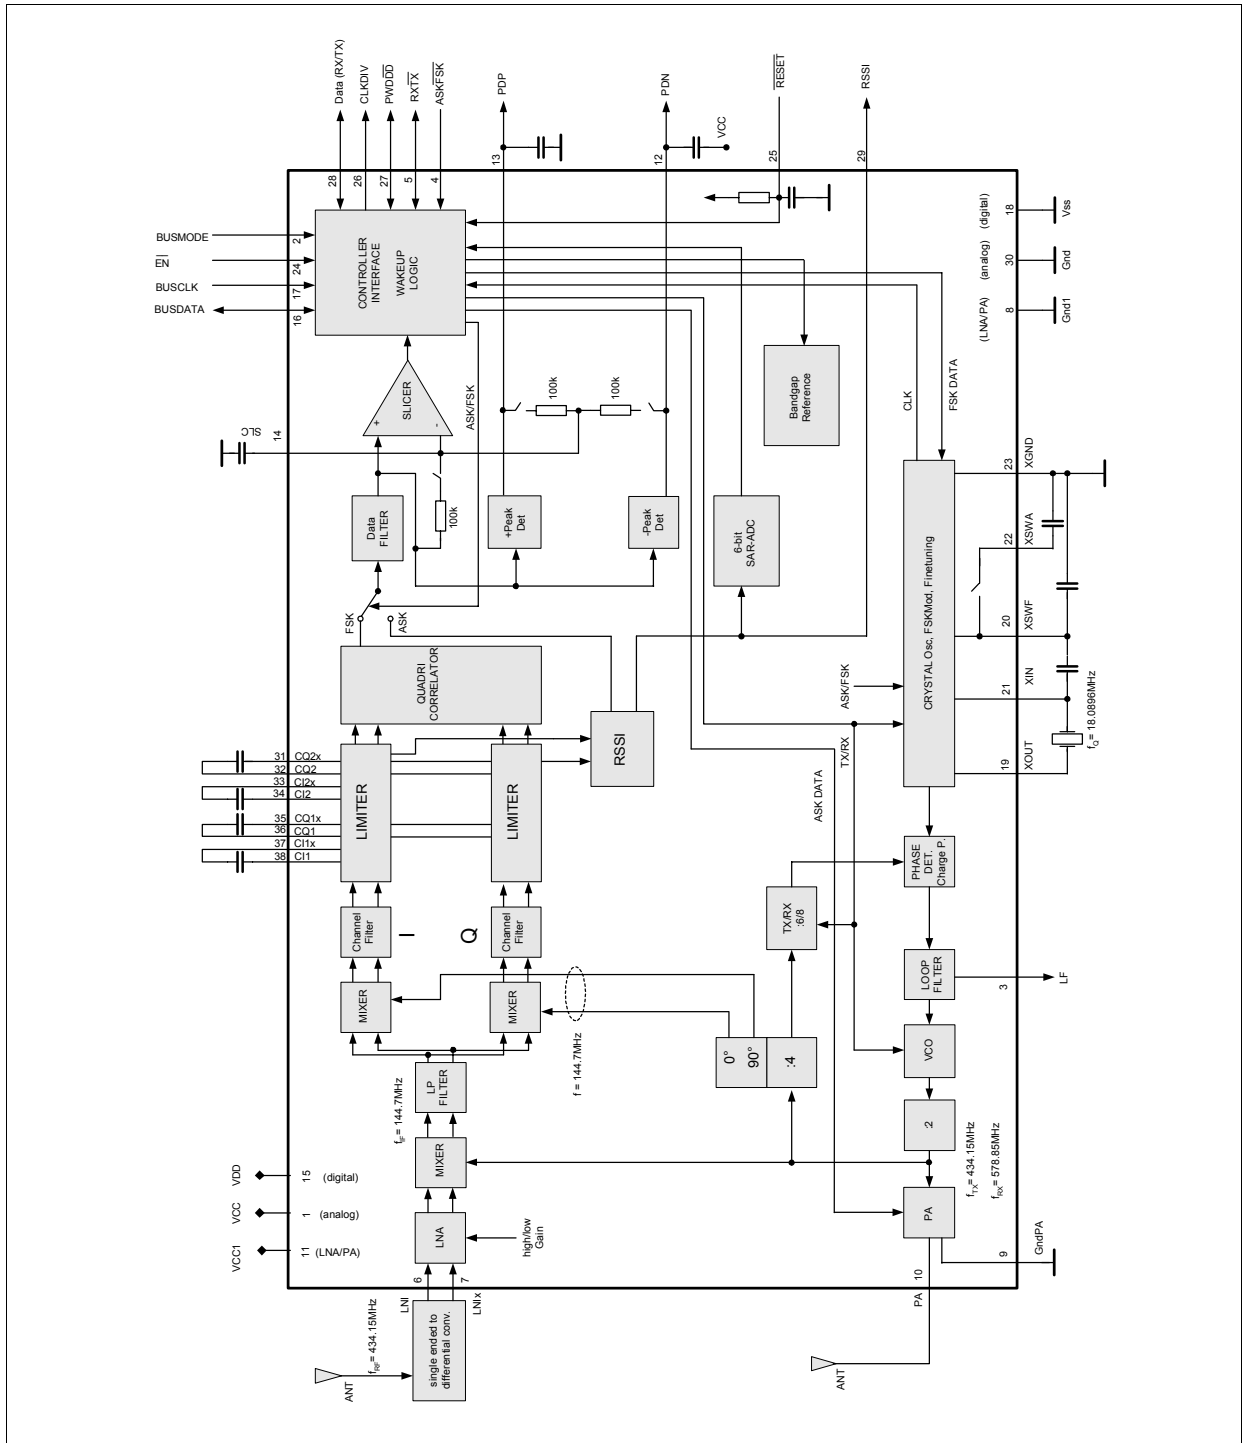 Data (RX/TX)
CLKDIV
PWDDD
RXTX
ASKFSK
PDP
PDN
VCC
RESET
RSSI
28
26
27
5
4
13
12
25
29
BUSMODE
2
EN
24
BUSCLK
17
BUSDATA
16
CONTROLLER
INTERFACE
WAKEUP
LOGIC
(digital)
18
Vss
(analog)
30
Gnd
(LNA/PA)
8
Gnd1
SLICER
+
-
ASK/FSK
100k
100k
Bandgap
Reference
CLK
FSK DATA
SLC
14
Data
FILTER
100k
+Peak
Det
-Peak
Det
6-bit
SAR-ADC
23
XGND
22
XSWA
20
XSWF
21
XIN
19
XOUT
fQ = 18.0896MHz
CRYSTAL Osc, FSKMod, Finetuning
FSK
ASK
QUADRI
CORRELATOR
RSSI
ASK/FSK
TX/RX
ASK DATA
31 CQ2x
32 CQ2
33 CI2x
34 CI2
35 CQ1x
36 CQ1
37 CI1x
38 CI1
LIMITER
LIMITER
Channel
Filter
I
Q
Channel
Filter
TX/RX
:6/8
PHASE
DET.
Charge P.
MIXER
MIXER
f = 144.7MHz
0°
90°
:4
LOOP
FILTER
3
LF
VCO
:2
fIF = 144.7MHz
LP
FILTER
MIXER
LNA
high/low
Gain
fTX = 434.15MHz
fRX = 578.85MHz
PA
VDD
15
(digital)
VCC
1
(analog)
VCC1
11
(LNA/PA)
LNI
6
7
LNIx
single ended to
differential conv.
fRF = 434.15MHz
ANT
PA
10
9
GndPA
ANT